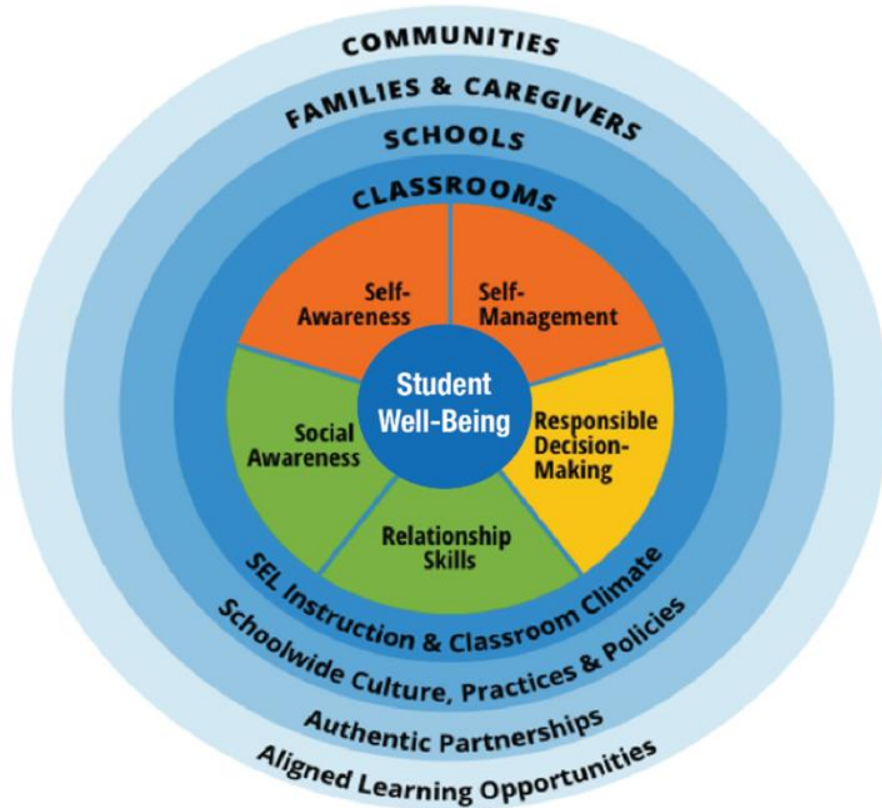 COMMUNITIES
FAMILIES & CAREGIVERS
SCHOOLS
CLASSROOMS
Self-
Awareness
Self-
Management
Student
Well-Being
Social
Awareness
Responsible
Decision-
Making
Relationship
Skills
SEL Instruction & Classroom Climate
Schoolwide Culture, Practices & Policies
Authentic Partnerships
Aligned Learning Opportunities